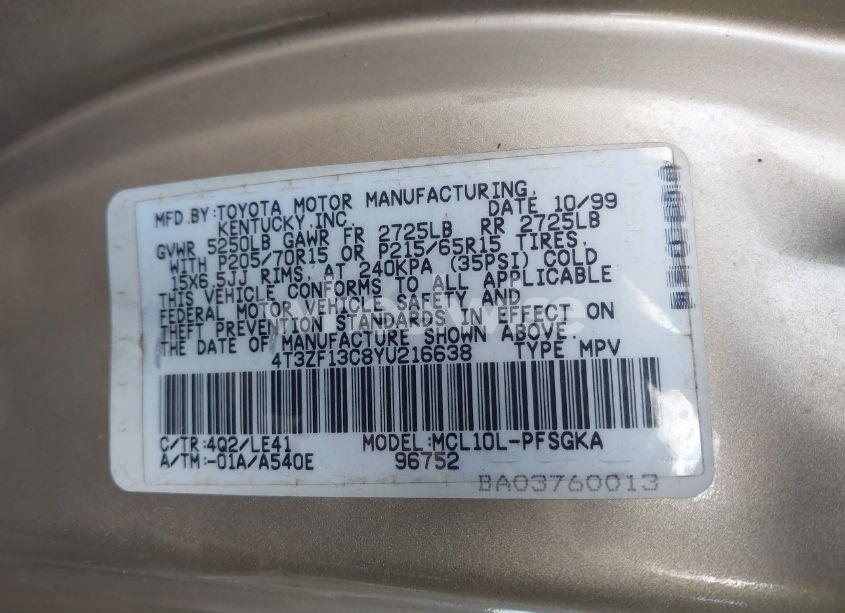 MFD.BY:TOYOTA MOTOR MANUFACTURING, DATE 10/99
KENTUCKY,INC.
GVWR 5250LB GAWR FR 2725LB RR 2725LB
WITH P205/70R15 OR P215/65R15 TIRES,
15X6.5JJ RIMS, AT 240KPA (35PSI) COLD
THIS VEHICLE CONFORMS TO ALL APPLICABLE
FEDERAL MOTOR VEHICLE SAFETY AND
THEFT PREVENTION STANDARDS IN EFFECT ON
THE DATE OF MANUFACTURE SHOWN ABOVE.
4T3ZF13C8YU216638 TYPE MPV
C/TR:4Q2/LE41 MODEL:MCL10L-PFSGKA
A/TM:-01A/A540E 96752
BA03760013